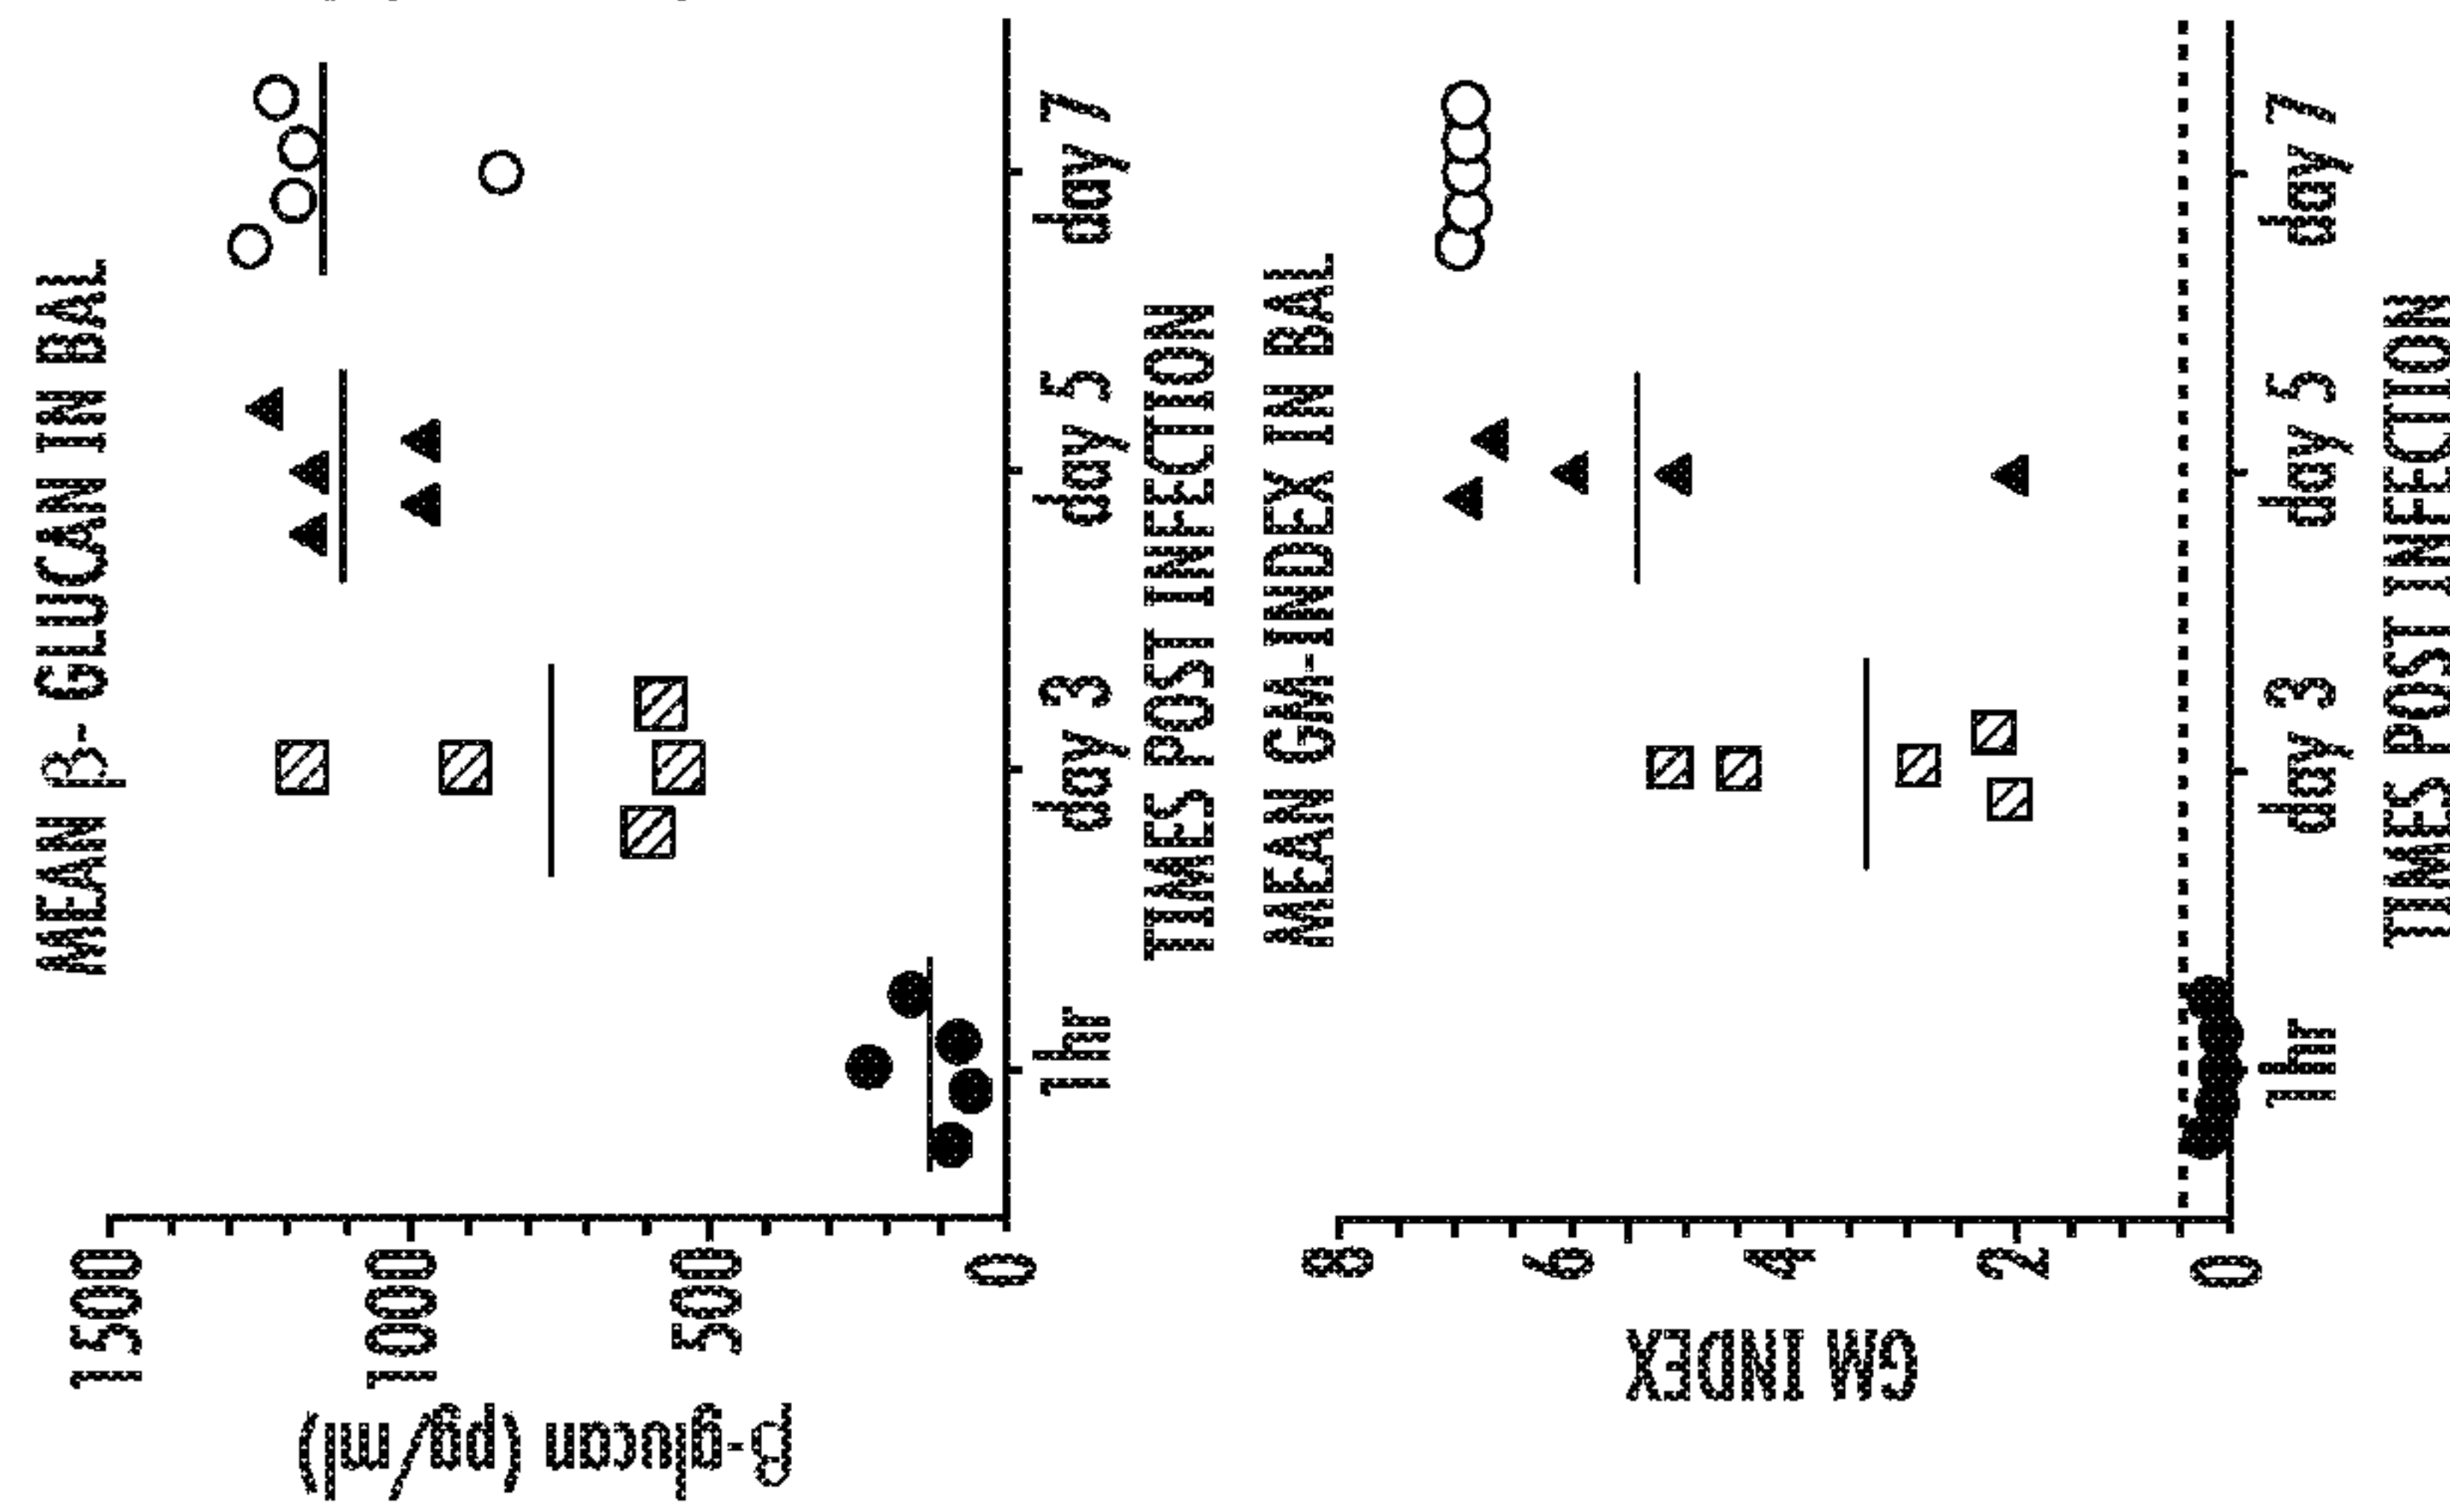 MEAN β- GLUCAN IN BAL
β-glucan (pg/ml)
1500
1000
500
0
1hr
day 3
day 5
day 7
TIMES POST INFECTION
MEAN GM-INDEX IN BAL
GM INDEX
8
6
4
2
0
1hr
day 3
day 5
day 7
TIMES POST INFECTION